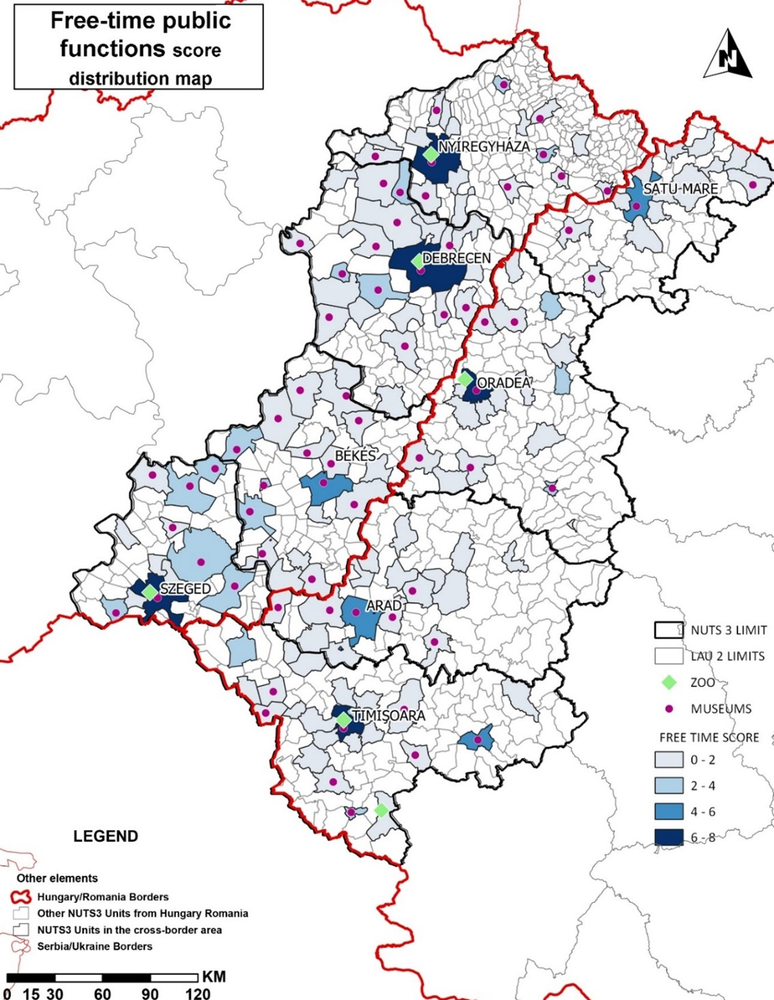 Free-time public
functions score
distribution map
N
NYÍREGYHÁZA
SATU MARE
DEBRECEN
ORADEA
BÉKÉS
SZEGED
ARAD
TIMIŞOARA
NUTS 3 LIMIT
LAU 2 LIMITS
ZOO
MUSEUMS
FREE TIME SCORE
0 - 2
2 - 4
4 - 6
6 - 8
LEGEND
Other elements
Hungary/Romania Borders
Other NUTS3 Units from Hungary Romania
NUTS3 Units in the cross-border area
Serbia/Ukraine Borders
KM
0 15 30 60 90 120